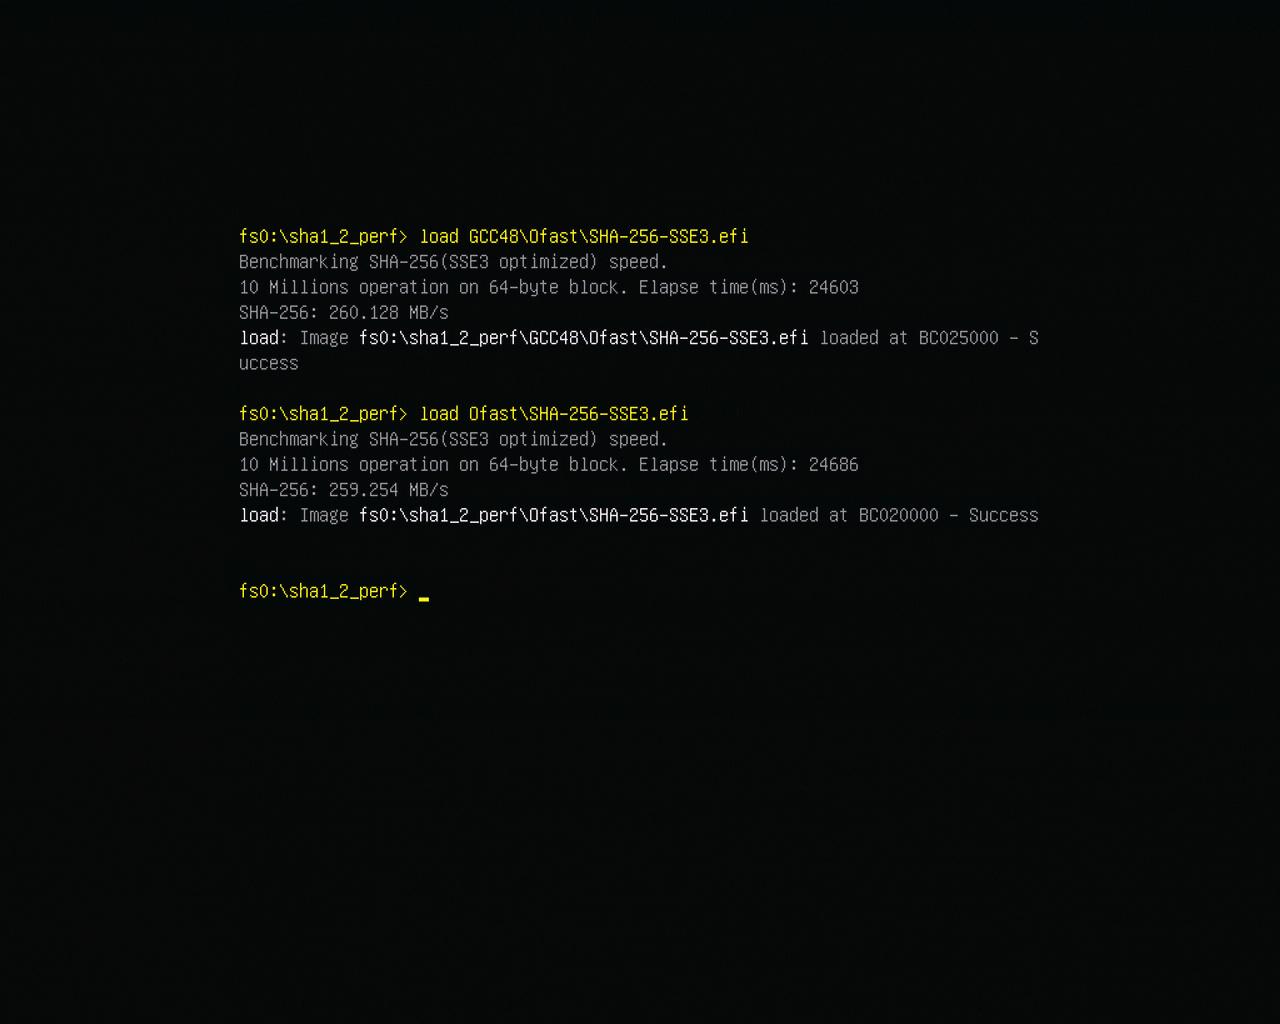 fs0:\sha1_2_perf> load GCC48\Ofast\SHA-256-SSE3.efi
Benchmarking SHA-256(SSE3 optimized) speed.
10 Millions operation on 64-byte block. Elapse time(ms): 24603
SHA-256: 260.128 MB/s
load: Image fs0:\sha1_2_perf\GCC48\Ofast\SHA-256-SSE3.efi loaded at BC025000 - S
uccess
fs0:\sha1_2_perf> load Ofast\SHA-256-SSE3.efi
Benchmarking SHA-256(SSE3 optimized) speed.
10 Millions operation on 64-byte block. Elapse time(ms): 24686
SHA-256: 259.254 MB/s
load: Image fs0:\sha1_2_perf\Ofast\SHA-256-SSE3.efi loaded at BC020000 - Success
fs0:\sha1_2_perf> _